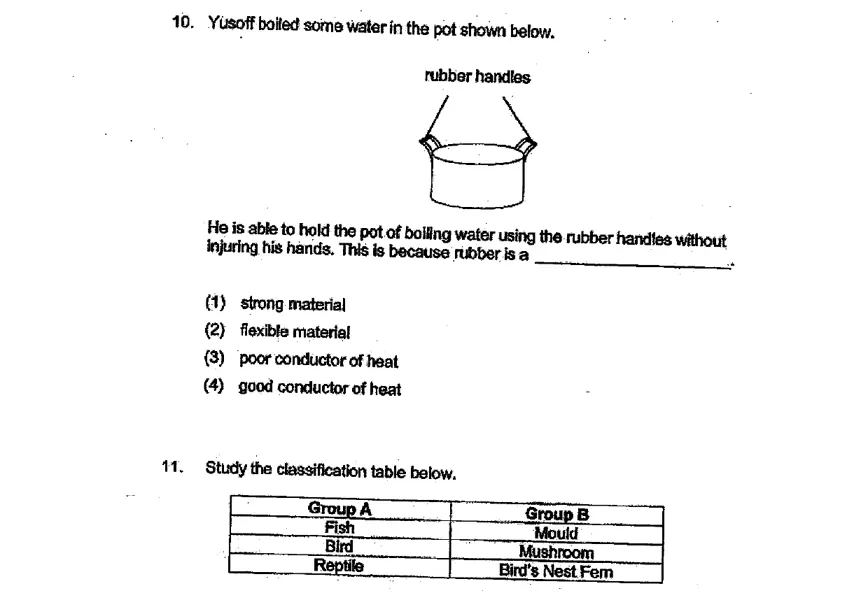 10. Yusoff boiled some water in the pot shown below.
rubber handles
He is able to hold the pot of boiling water using the rubber handles without
injuring his hands. This is because rubber is a ____________________.
(1) strong material
(2) flexible material
(3) poor conductor of heat
(4) good conductor of heat
11. Study the classification table below.
Group A Group B
Fish Mould
Bird Mushroom
Reptile Bird's Nest Fern